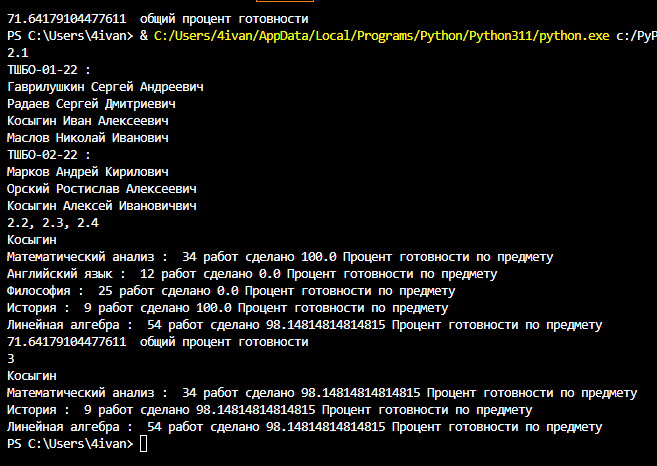 71.64179104477611  общий процент готовности
PS C:\Users\4ivan> & C:/Users/4ivan/AppData/Local/Programs/Python/Python311/python.exe c:/PyP
2.1
ТШБО-01-22 :
Гаврилушкин Сергей Андреевич
Радаев Сергей Дмитриевич
Косыгин Иван Алексеевич
Маслов Николай Иванович
ТШБО-02-22 :
Марков Андрей Кирилович
Орский Ростислав Алексеевич
Косыгин Алексей Ивановичвич
2.2, 2.3, 2.4
Косыгин
Математический анализ :  34 работ сделано 100.0 Процент готовности по предмету
Английский язык :  12 работ сделано 0.0 Процент готовности по предмету
Философия :  25 работ сделано 0.0 Процент готовности по предмету
История :  9 работ сделано 100.0 Процент готовности по предмету
Линейная алгебра :  54 работ сделано 98.14814814814815 Процент готовности по предмету
71.64179104477611  общий процент готовности
3
Косыгин
Математический анализ :  34 работ сделано 98.14814814814815 Процент готовности по предмету
История :  9 работ сделано 98.14814814814815 Процент готовности по предмету
Линейная алгебра :  54 работ сделано 98.14814814814815 Процент готовности по предмету
PS C:\Users\4ivan>